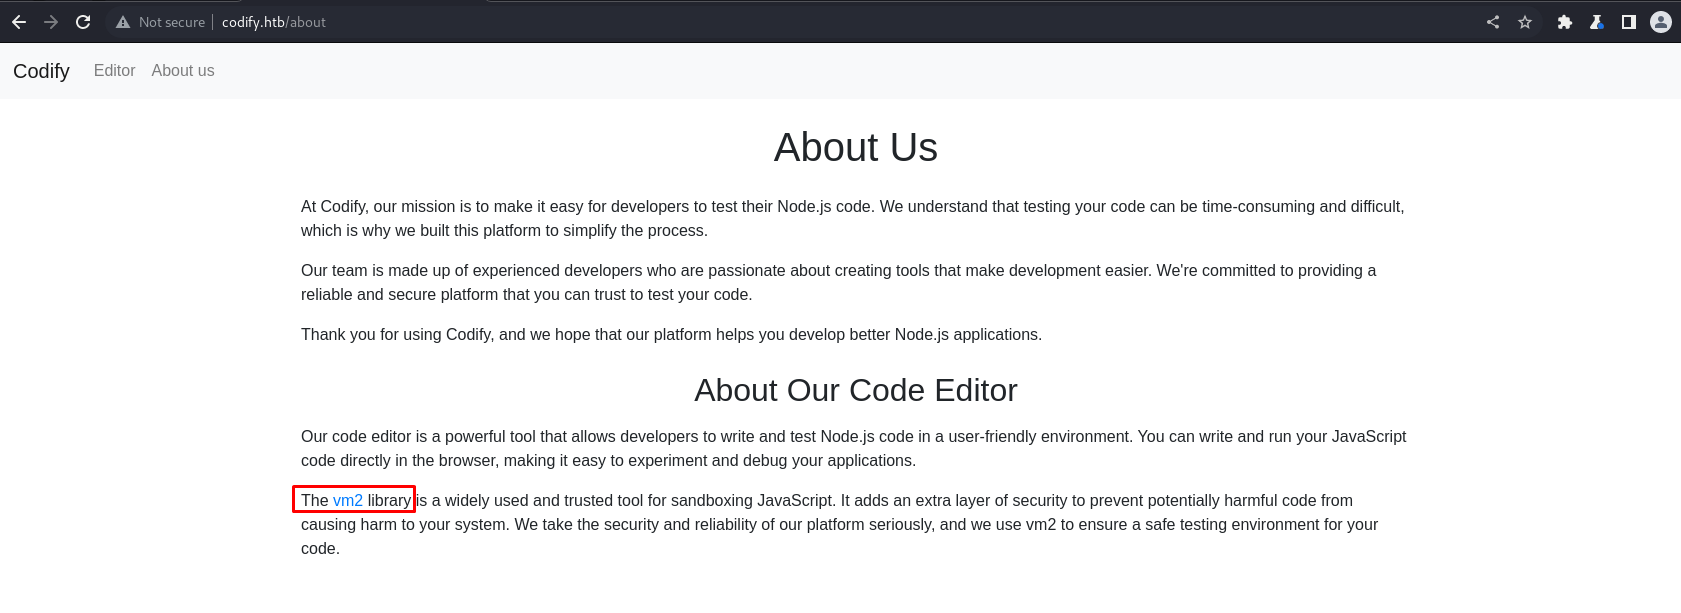 Not secure | codify.htb/about
Codify Editor About us
About Us
At Codify, our mission is to make it easy for developers to test their Node.js code. We understand that testing your code can be time-consuming and difficult,
which is why we built this platform to simplify the process.
Our team is made up of experienced developers who are passionate about creating tools that make development easier. We're committed to providing a
reliable and secure platform that you can trust to test your code.
Thank you for using Codify, and we hope that our platform helps you develop better Node.js applications.
About Our Code Editor
Our code editor is a powerful tool that allows developers to write and test Node.js code in a user-friendly environment. You can write and run your JavaScript
code directly in the browser, making it easy to experiment and debug your applications.
The vm2 library is a widely used and trusted tool for sandboxing JavaScript. It adds an extra layer of security to prevent potentially harmful code from
causing harm to your system. We take the security and reliability of our platform seriously, and we use vm2 to ensure a safe testing environment for your
code.